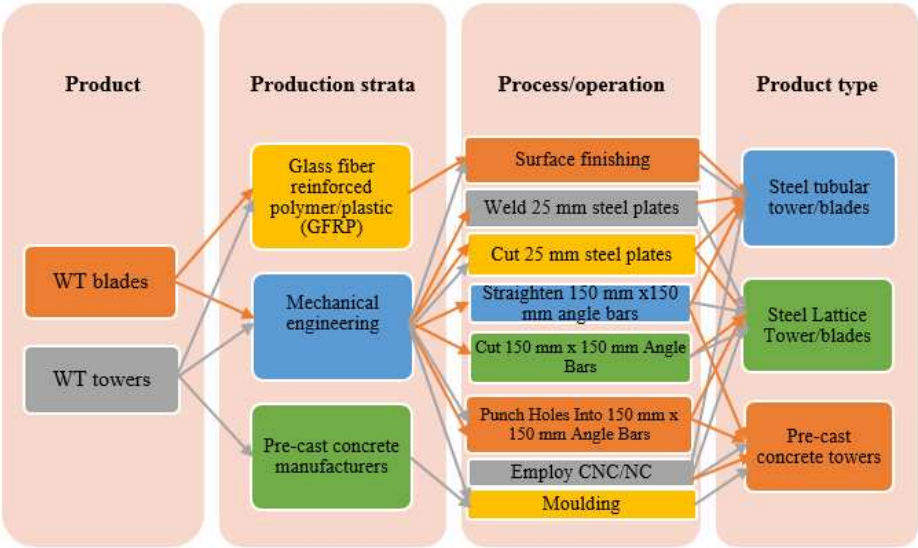 Product
Production strata
Process/operation
Product type
WT blades
WT towers
Glass fiber
reinforced
polymer/plastic
(GFRP)
Mechanical
engineering
Pre-cast concrete
manufacturers
Surface finishing
Weld 25 mm steel plates
Cut 25 mm steel plates
Straighten 150 mm x150
mm angle bars
Cut 150 mm x 150 mm Angle
Bars
Punch Holes Into 150 mm x
150 mm Angle Bars
Employ CNC/NC
Moulding
Steel tubular
tower/blades
Steel Lattice
Tower/blades
Pre-cast
concrete towers